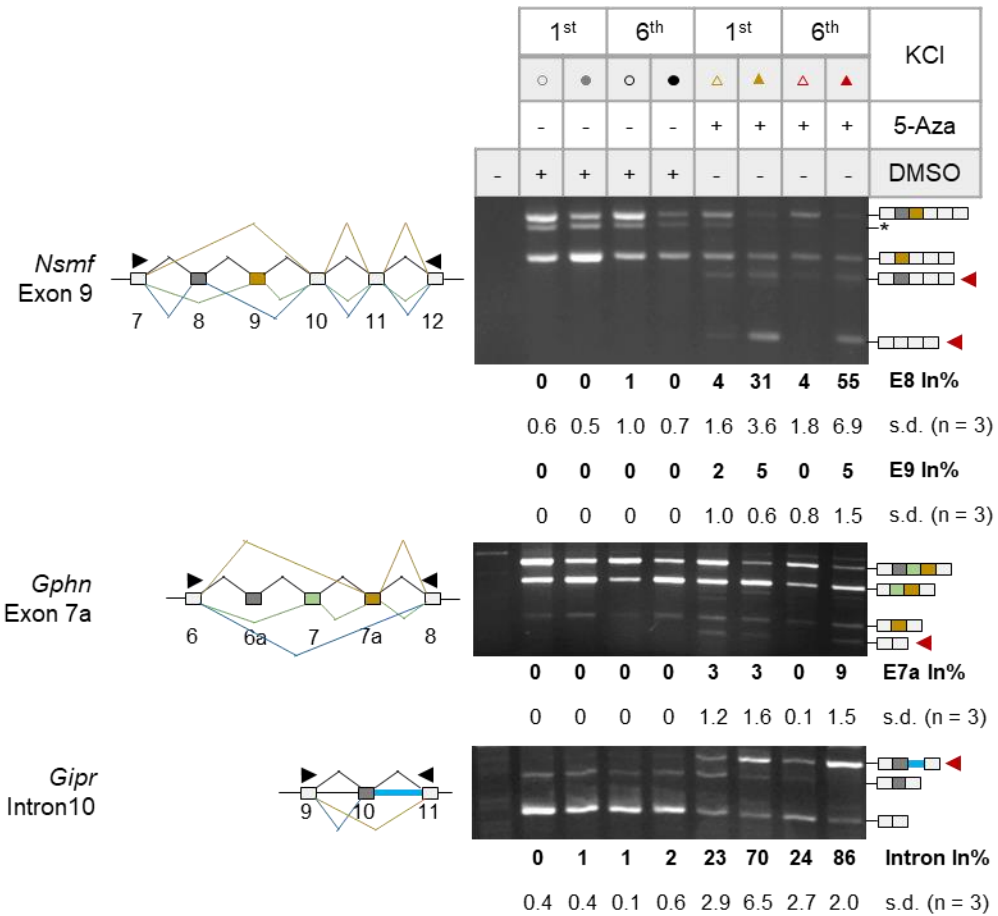 1st 6th 1st 6th KCl
- - - - + + + + 5-Aza
- + + + + - - - - DMSO
Nsmf
Exon 9
7 8 9 10 11 12
*
0 0 1 0 4 31 4 55 E8 In%
0.6 0.5 1.0 0.7 1.6 3.6 1.8 6.9 s.d. (n = 3)
0 0 0 0 2 5 0 5 E9 In%
0 0 0 0 1.0 0.6 0.8 1.5 s.d. (n = 3)
Gphn
Exon 7a
6 6a 7 7a 8
0 0 0 0 3 3 0 9 E7a In%
0 0 0 0 1.2 1.6 0.1 1.5 s.d. (n = 3)
Gipr
Intron10
9 10 11
0 1 1 2 23 70 24 86 Intron In%
0.4 0.4 0.1 0.6 2.9 6.5 2.7 2.0 s.d. (n = 3)